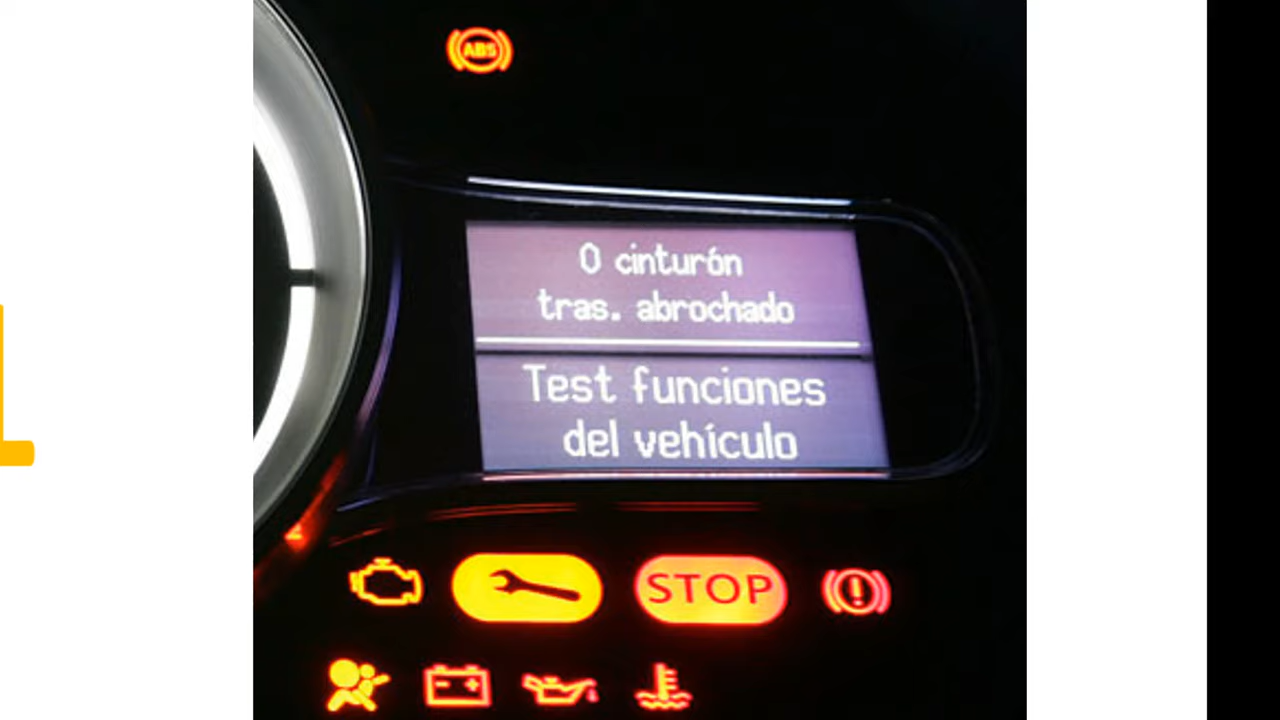 ABS
0 cinturón
tras. abrochado
Test funciones
del vehículo
STOP